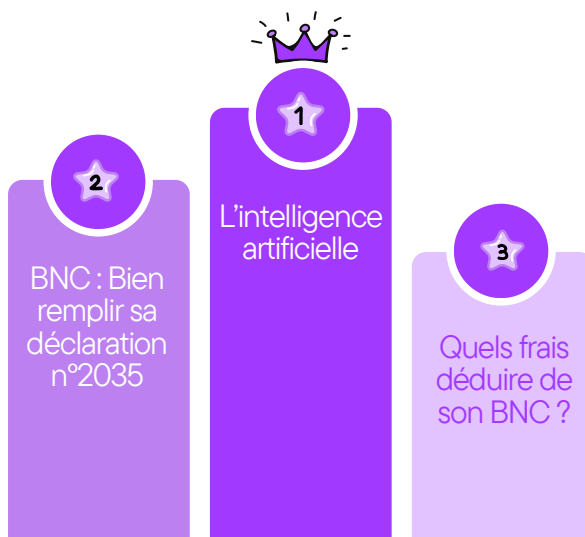 1
L'intelligence
artificielle
2
BNC : Bien
remplir sa
déclaration
n°2035
3
Quels frais
déduire de
son BNC ?